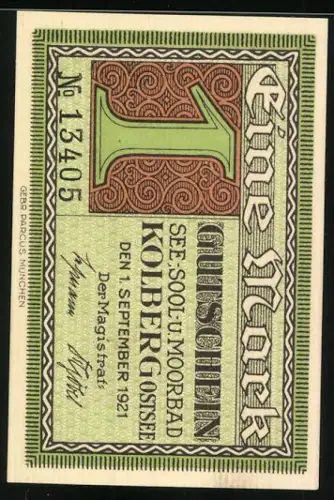 Eine Mark
1
№ 13405
GUTSCHEIN
SEE: SOOL- U. MOORBAD
KOLBERG OSTSEE
DEN 1. SEPTEMBER 1921
Der Magistrat:
GEBR. PARCUS, MÜNCHEN